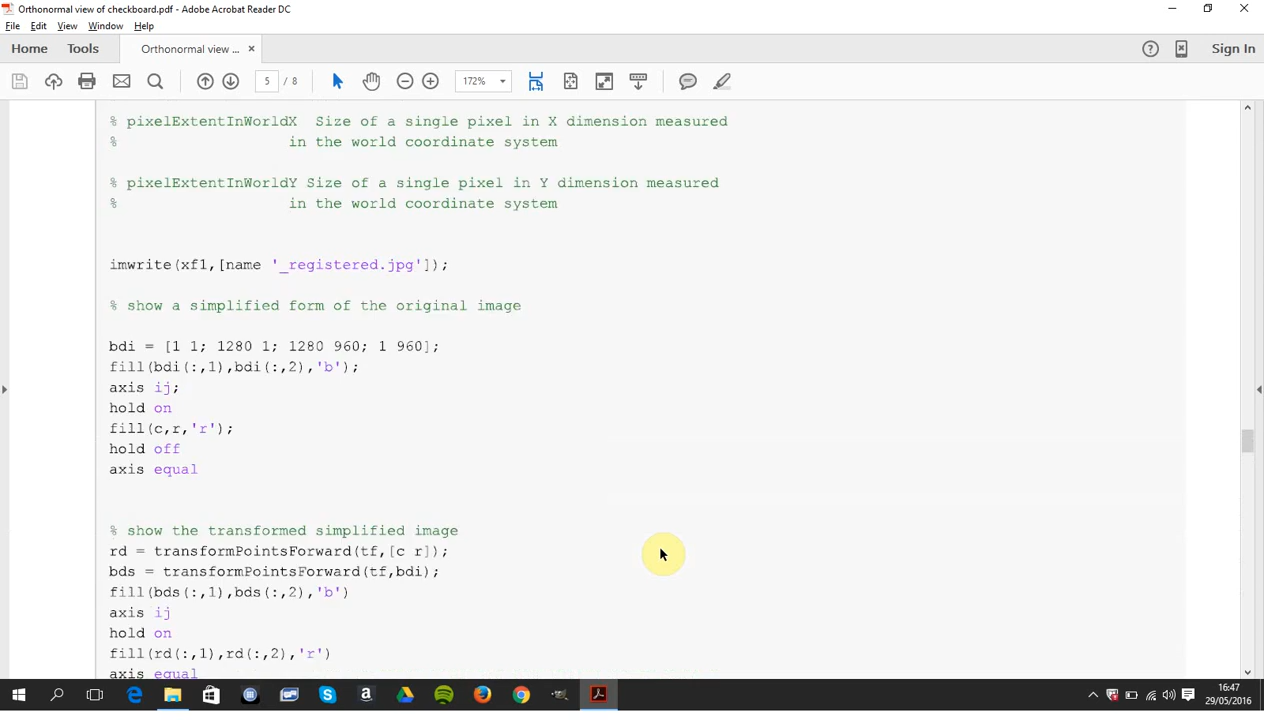 Orthonormal view of checkboard.pdf - Adobe Acrobat Reader DC
File Edit View Window Help
Home Tools Orthonormal view ... × Sign In
5 / 8 172%
% pixelExtentInWorldX  Size of a single pixel in X dimension measured
%                    in the world coordinate system
% pixelExtentInWorldY Size of a single pixel in Y dimension measured
%                    in the world coordinate system
imwrite(xf1,[name '_registered.jpg']);
% show a simplified form of the original image
bdi = [1 1; 1280 1; 1280 960; 1 960];
fill(bdi(:,1),bdi(:,2),'b');
axis ij;
hold on
fill(c,r,'r');
hold off
axis equal
% show the transformed simplified image
rd = transformPointsForward(tf,[c r]);
bds = transformPointsForward(tf,bdi);
fill(bds(:,1),bds(:,2),'b')
axis ij
hold on
fill(rd(:,1),rd(:,2),'r')
axis equal
16:47
29/05/2016